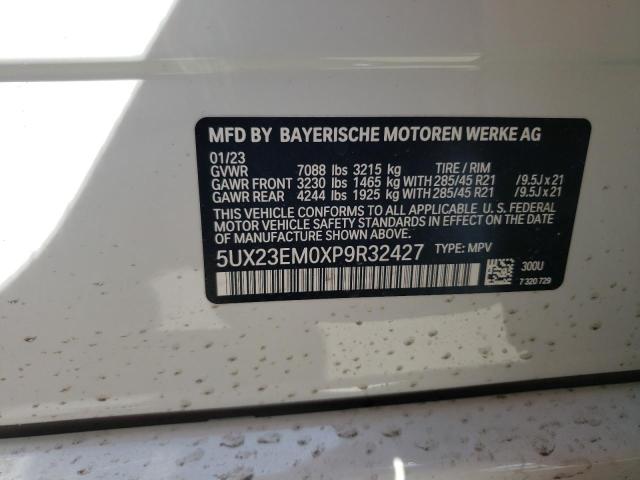 MFD BY BAYERISCHE MOTOREN WERKE AG
01/23
GVWR 7088 lbs 3215 kg TIRE / RIM
GAWR FRONT 3230 lbs 1465 kg WITH 285/45 R21 /9.5J x 21
GAWR REAR 4244 lbs 1925 kg WITH 285/45 R21 /9.5J x 21
THIS VEHICLE CONFORMS TO ALL APPLICABLE U. S. FEDERAL
MOTOR VEHICLE SAFETY STANDARDS IN EFFECT ON THE
DATE OF MANUFACTURE SHOWN ABOVE.
5UX23EM0XP9R32427 TYPE: MPV
300U
7 320 729